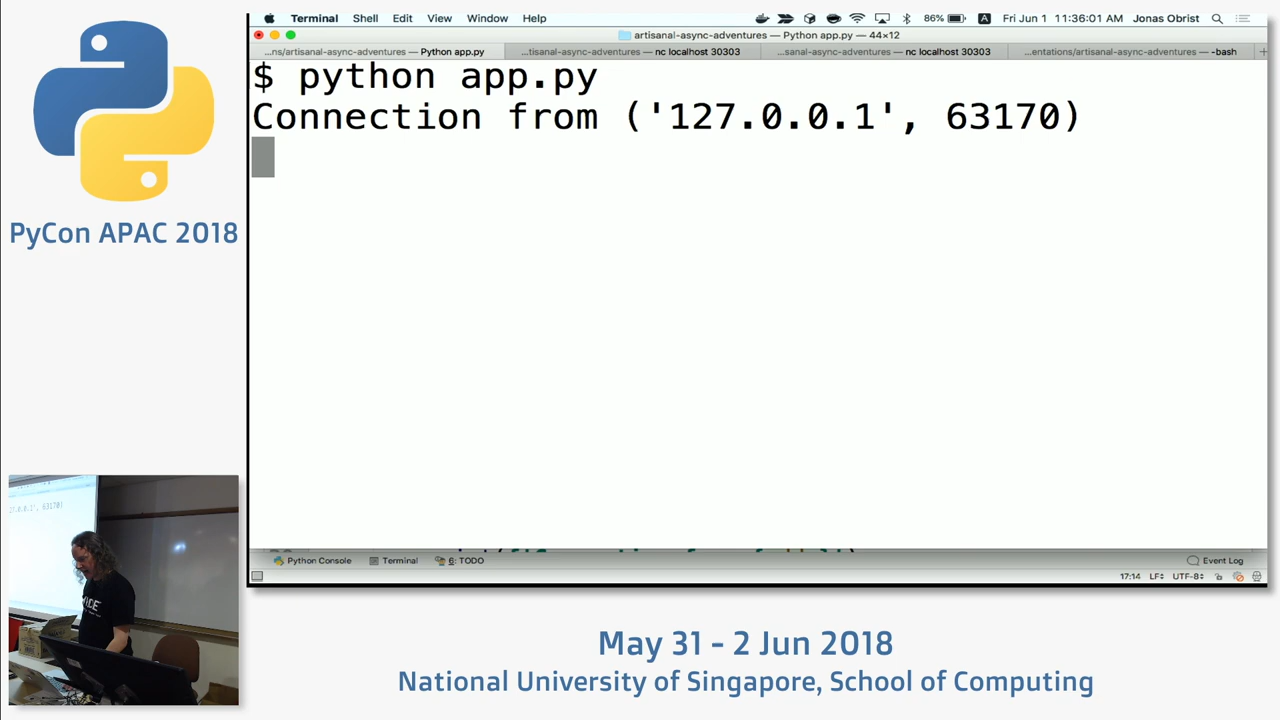 PyCon APAC 2018
Terminal Shell Edit View Window Help 86% A Fri Jun 1 11:36:01 AM Jonas Obrist
artisanal-async-adventures — Python app.py — 44×12
...ns/artisanal-async-adventures — Python app.py ...tisanal-async-adventures — nc localhost 30303 ...sanal-async-adventures — nc localhost 30303 ...entations/artisanal-async-adventures — -bash
$ python app.py
Connection from ('127.0.0.1', 63170)
Python Console Terminal 6: TODO Event Log
17:14 LF÷ UTF-8÷
May 31 - 2 Jun 2018
National University of Singapore, School of Computing